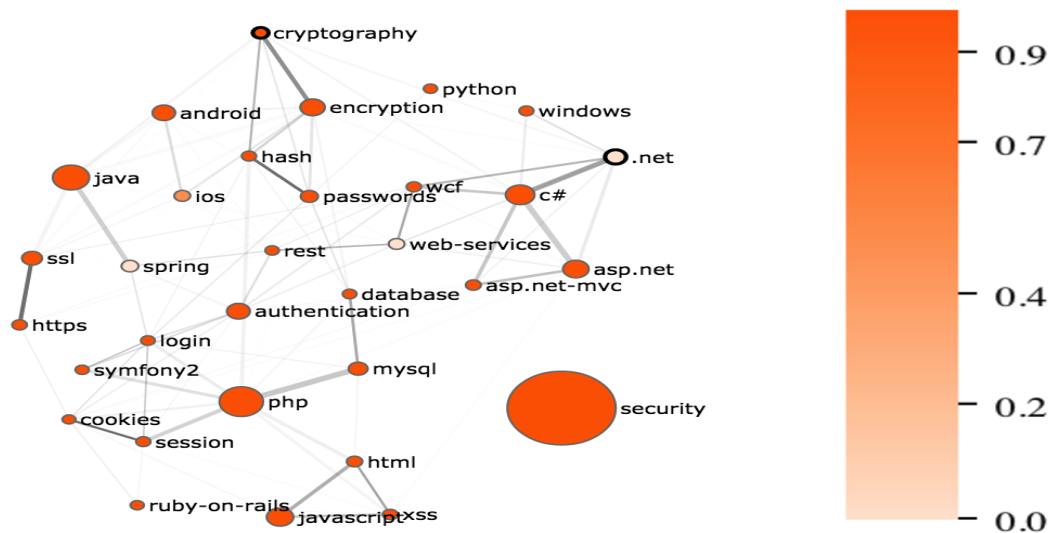 cryptography
python
android
encryption
windows
hash
.net
java
ios
passwords
wcf
c#
web-services
rest
ssl
spring
asp.net
asp.net-mvc
database
authentication
https
login
symfony2
mysql
php
security
cookies
session
html
ruby-on-rails
javascript
xss
0.9
0.7
0.4
0.2
0.0